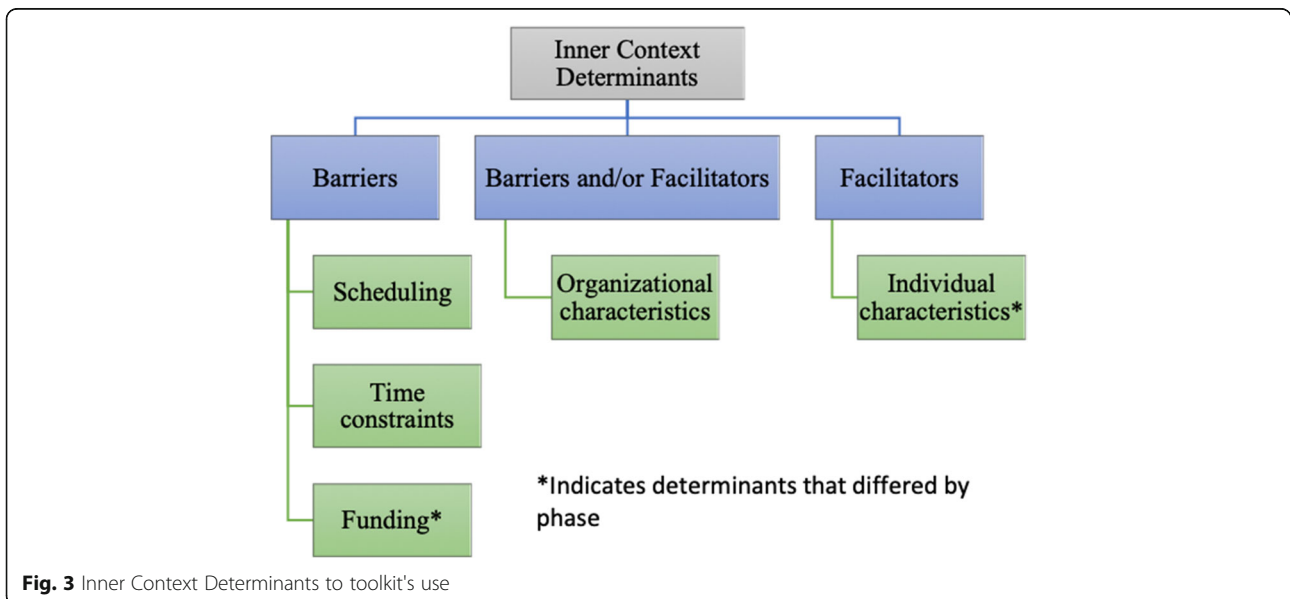 Inner Context
Determinants
Barriers
Barriers and/or Facilitators
Facilitators
Scheduling
Organizational
characteristics
Individual
characteristics*
Time
constraints
Funding*
*Indicates determinants that differed by
phase
Fig. 3 Inner Context Determinants to toolkit's use